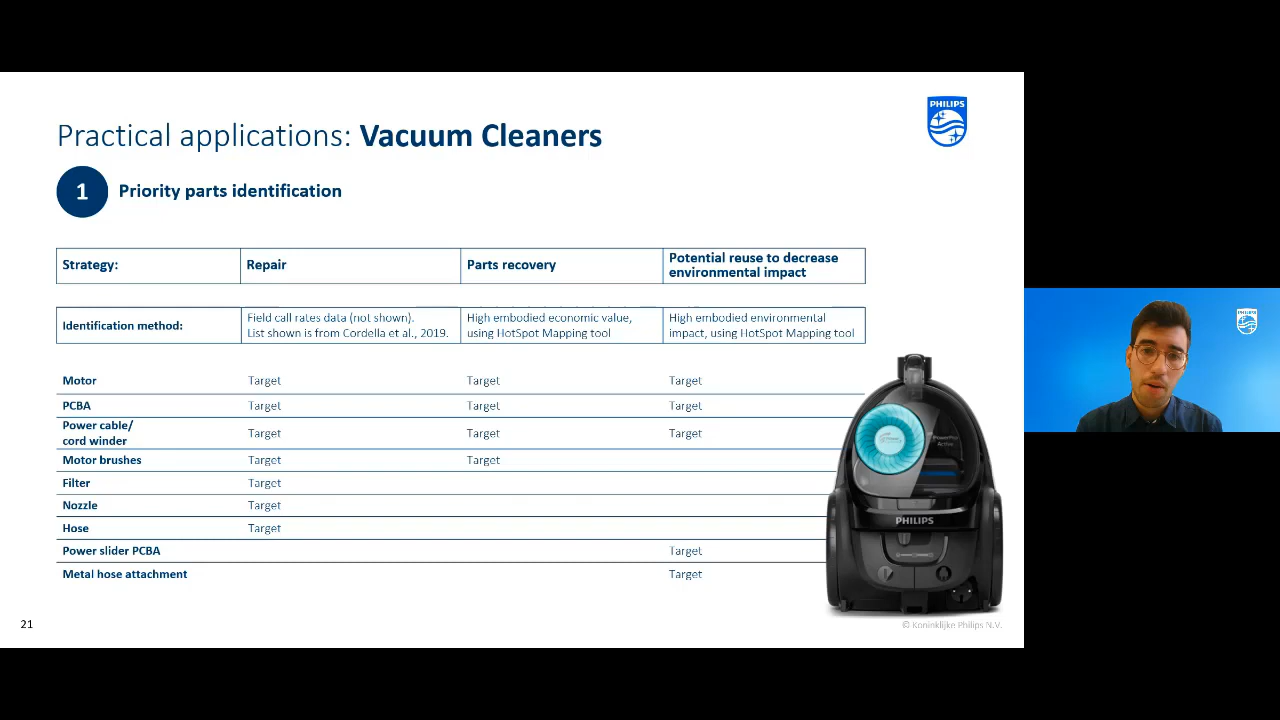 Practical applications: Vacuum Cleaners
PHILIPS
1 Priority parts identification
Strategy: Repair Parts recovery Potential reuse to decrease environmental impact
Identification method: Field call rates data (not shown). List shown is from Cordella et al., 2019. High embodied economic value, using HotSpot Mapping tool High embodied environmental impact, using HotSpot Mapping tool
Motor Target Target Target
PCBA Target Target Target
Power cable/ cord winder Target Target Target
Motor brushes Target Target
Filter Target
Nozzle Target
Hose Target
Power slider PCBA Target
Metal hose attachment Target
PowerPro
Active
PHILIPS
21
© Koninklijke Philips N.V.
PHILIPS